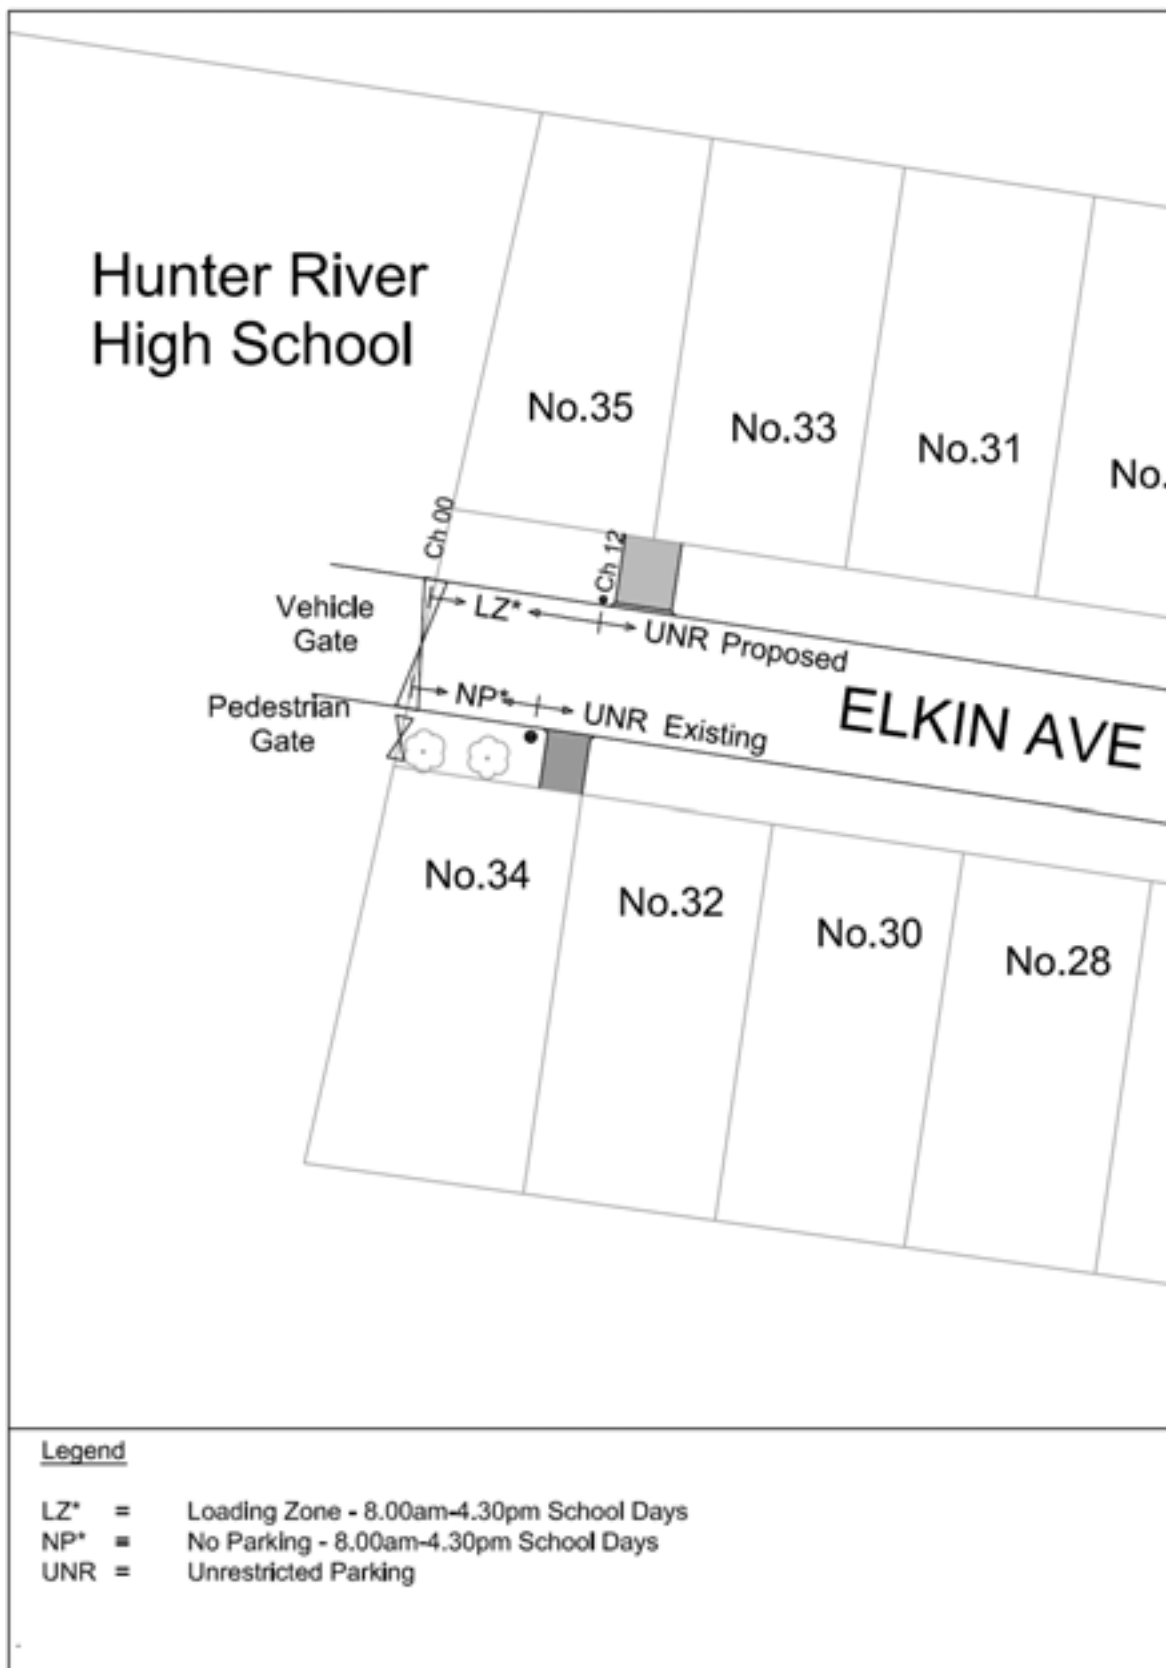 Hunter River
High School
No.35
No.33
No.31
No.
Ch 00
Ch 12
Vehicle
Gate
LZ*
UNR Proposed
Pedestrian
Gate
NP*
UNR Existing
ELKIN AVE
No.34
No.32
No.30
No.28
Legend
LZ* = Loading Zone - 8.00am-4.30pm School Days
NP* = No Parking - 8.00am-4.30pm School Days
UNR = Unrestricted Parking